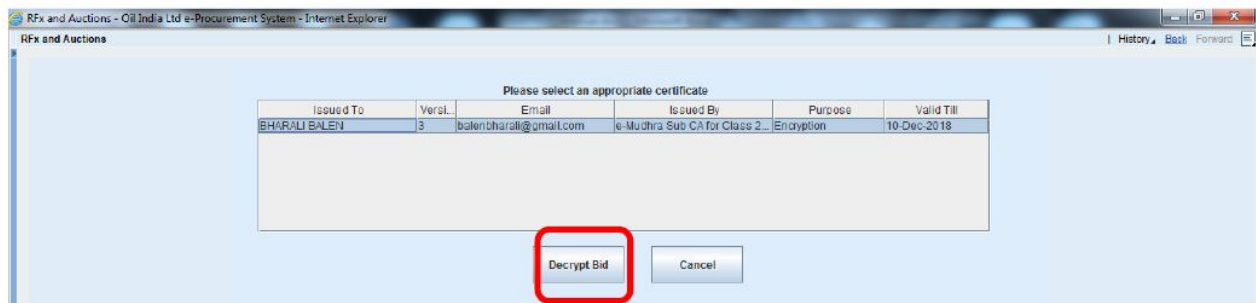 RFx and Auctions - Oil India Ltd e-Procurement System - Internet Explorer
RFx and Auctions | History Back Forward
Please select an appropriate certificate
Issued To Versi... Email Issued By Purpose Valid Till
BHARALI BALEN 3 balenbharali@gmail.com e-Mudhra Sub CA for Class 2... Encryption 10-Dec-2018
Decrypt Bid Cancel